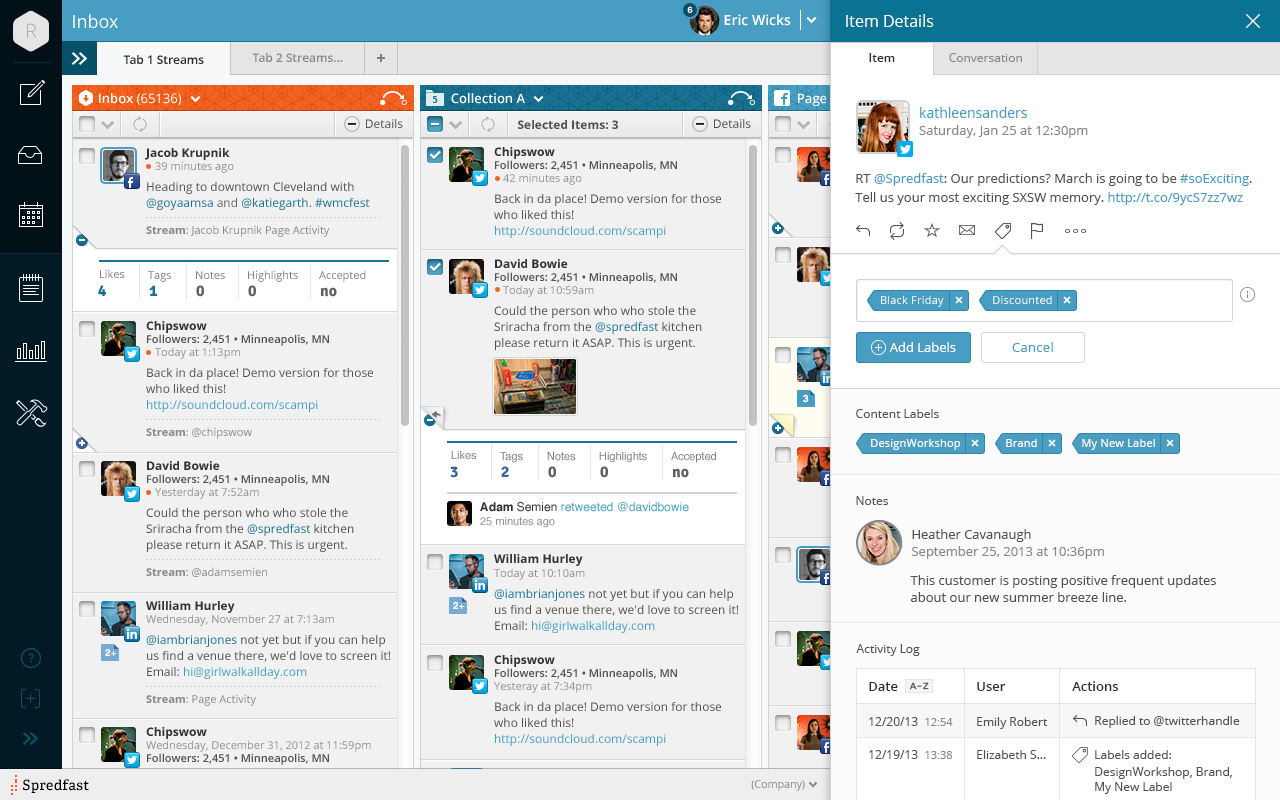 R
Inbox
6
Eric Wicks
Tab 1 Streams
Tab 2 Streams...
+
Inbox (65136)
Details
Jacob Krupnik
39 minutes ago
Heading to downtown Cleveland with
@goyaamsa and @katiegarth. #wmcfest
Stream: Jacob Krupnik Page Activity
Likes Tags Notes Highlights Accepted
4 1 0 0 no
Chipswow
Followers: 2,451 • Minneapolis, MN
Today at 1:13pm
Back in da place! Demo version for those
who liked this!
http://soundcloud.com/scampi
Stream: @chipswow
David Bowie
Followers: 2,451 • Minneapolis, MN
Yesterday at 7:52am
Could the person who who stole the
Sriracha from the @spredfast kitchen
please return it ASAP. This is urgent.
Stream: @adamsemien
William Hurley
Wednesday, November 27 at 7:13am
2+
@iambrianjones not yet but if you can help
us find a venue there, we'd love to screen it!
Email: hi@girlwalkallday.com
Stream: Page Activity
Chipswow
Wednesday, December 31, 2012 at 11:59pm
Followers: 2,451 • Minneapolis, MN
5
Collection A
Selected Items: 3
Details
Chipswow
Followers: 2,451 • Minneapolis, MN
42 minutes ago
Back in da place! Demo version for those
who liked this!
http://soundcloud.com/scampi
David Bowie
Followers: 2,451 • Minneapolis, MN
Today at 10:59am
Could the person who who stole the
Sriracha from the @spredfast kitchen
please return it ASAP. This is urgent.
Likes Tags Notes Highlights Accepted
3 2 0 0 no
Adam Semien retweeted @davidbowie
25 minutes ago
William Hurley
Today at 10:10am
2+
@iambrianjones not yet but if you can help
us find a venue there, we'd love to screen it!
Email: hi@girlwalkallday.com
Chipswow
Followers: 2,451 • Minneapolis, MN
Yesteray at 7:34pm
Back in da place! Demo version for those
who liked this!
http://soundcloud.com/scampi
Page
3
Item Details
Item
Conversation
kathleensanders
Saturday, Jan 25 at 12:30pm
RT @Spredfast: Our predictions? March is going to be #soExciting.
Tell us your most exciting SXSW memory. http://t.co/9ycS7zz7wz
Black Friday
Discounted
Add Labels
Cancel
Content Labels
DesignWorkshop
Brand
My New Label
Notes
Heather Cavanaugh
September 25, 2013 at 10:36pm
This customer is posting positive frequent updates
about our new summer breeze line.
Activity Log
Date A–Z User Actions
12/20/13 12:54 Emily Robert Replied to @twitterhandle
12/19/13 13:38 Elizabeth S... Labels added:
DesignWorkshop, Brand,
My New Label
Spredfast
(Company)